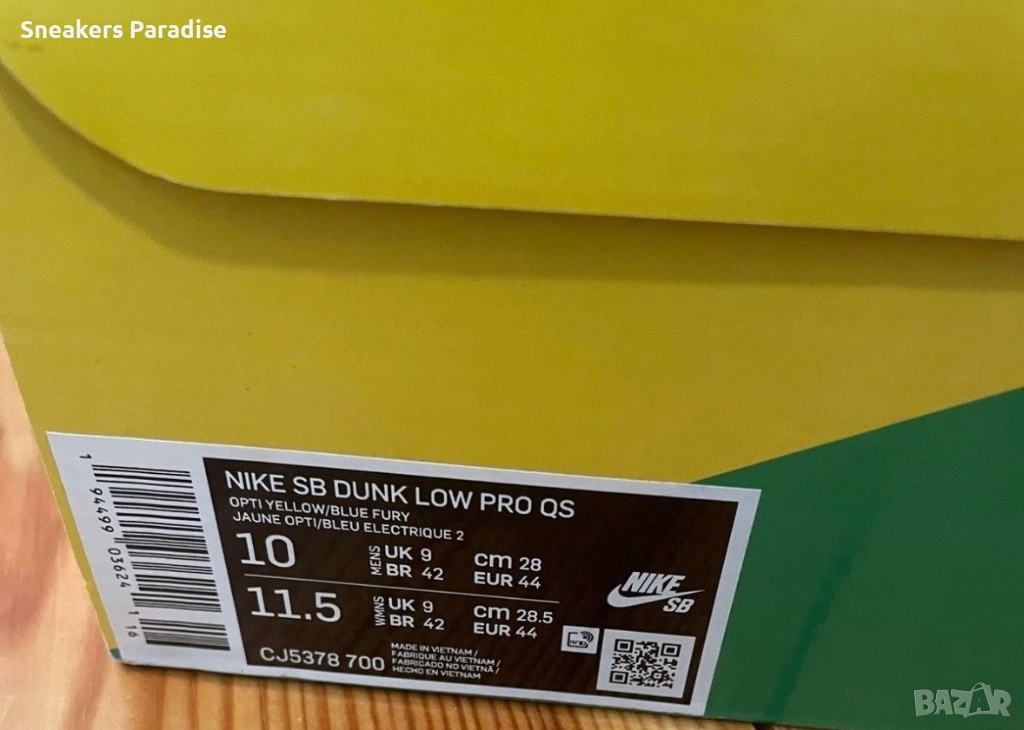 Sneakers Paradise
NIKE SB DUNK LOW PRO QS
OPTI YELLOW/BLUE FURY
JAUNE OPTI/BLEU ELECTRIQUE 2
10 MENS UK 9 cm 28
BR 42 EUR 44
11.5 WMNS UK 9 cm 28.5
BR 42 EUR 44
CJ5378 700
MADE IN VIETNAM /
FABRIQUE AU VIETNAM /
FABRICADO NO VIETNÃ /
HECHO EN VIETNAM
NIKE
SB
1 94499 03624 1 16
BAZAR